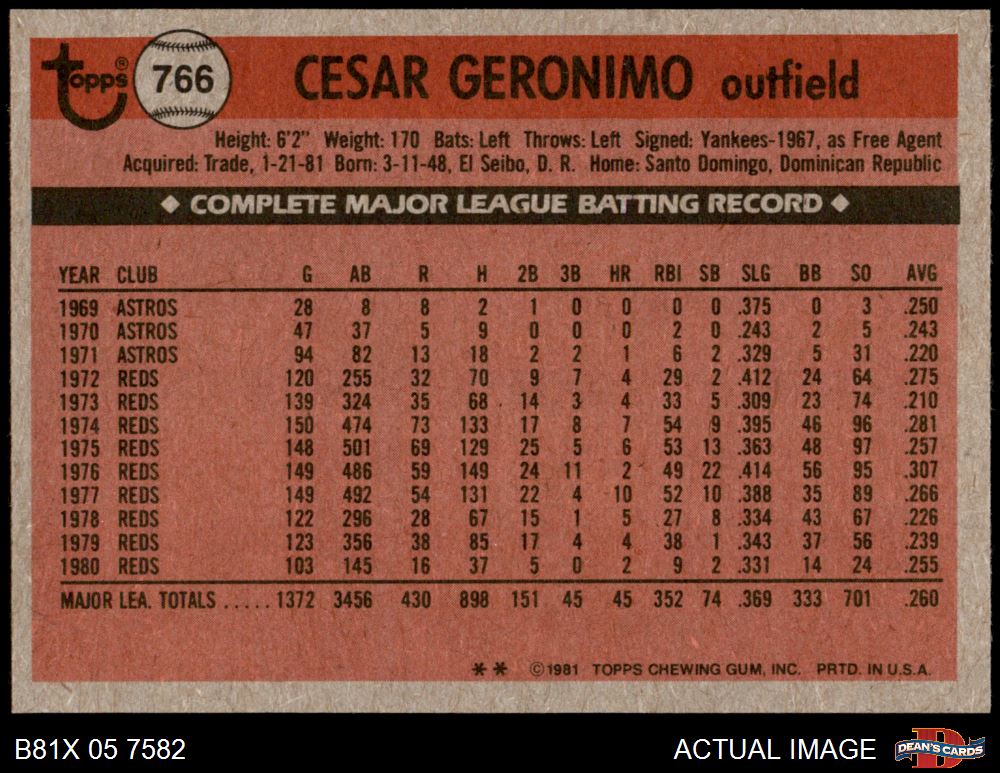 Topps® 766 CESAR GERONIMO outfield
Height: 6'2" Weight: 170 Bats: Left Throws: Left Signed: Yankees-1967, as Free Agent
Acquired: Trade, 1-21-81 Born: 3-11-48, El Seibo, D. R. Home: Santo Domingo, Dominican Republic
◆ COMPLETE MAJOR LEAGUE BATTING RECORD ◆
YEAR CLUB G AB R H 2B 3B HR RBI SB SLG BB SO AVG
1969 ASTROS 28 8 8 2 1 0 0 0 0 .375 0 3 .250
1970 ASTROS 47 37 5 9 0 0 0 2 0 .243 2 5 .243
1971 ASTROS 94 82 13 18 2 2 1 6 2 .329 5 31 .220
1972 REDS 120 255 32 70 9 7 4 29 2 .412 24 64 .275
1973 REDS 139 324 35 68 14 3 4 33 5 .309 23 74 .210
1974 REDS 150 474 73 133 17 8 7 54 9 .395 46 96 .281
1975 REDS 148 501 69 129 25 5 6 53 13 .363 48 97 .257
1976 REDS 149 486 59 149 24 11 2 49 22 .414 56 95 .307
1977 REDS 149 492 54 131 22 4 10 52 10 .388 35 89 .266
1978 REDS 122 296 28 67 15 1 5 27 8 .334 43 67 .226
1979 REDS 123 356 38 85 17 4 4 38 1 .343 37 56 .239
1980 REDS 103 145 16 37 5 0 2 9 2 .331 14 24 .255
MAJOR LEA. TOTALS ..... 1372 3456 430 898 151 45 45 352 74 .369 333 701 .260
** ©1981 TOPPS CHEWING GUM, INC. PRTD. IN U.S.A.
B81X 05 7582 ACTUAL IMAGE D DEAN'S CARDS